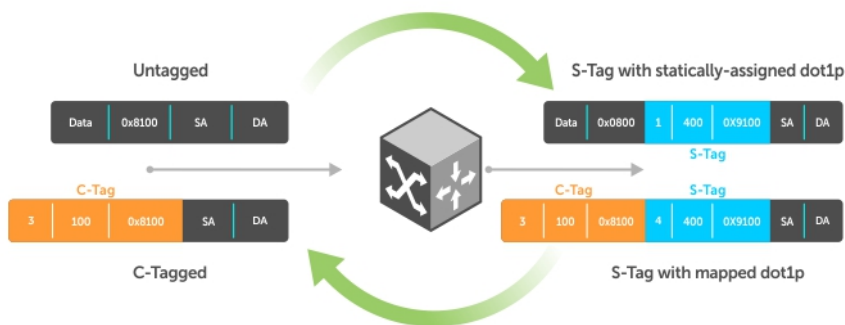 Untagged
S-Tag with statically-assigned dot1p
Data 0x8100 SA DA
Data 0x0800 1 400 0X9100 SA DA
S-Tag
C-Tag
C-Tag S-Tag
3 100 0x8100 SA DA
3 100 0x8100 4 400 0X9100 SA DA
C-Tagged
S-Tag with mapped dot1p